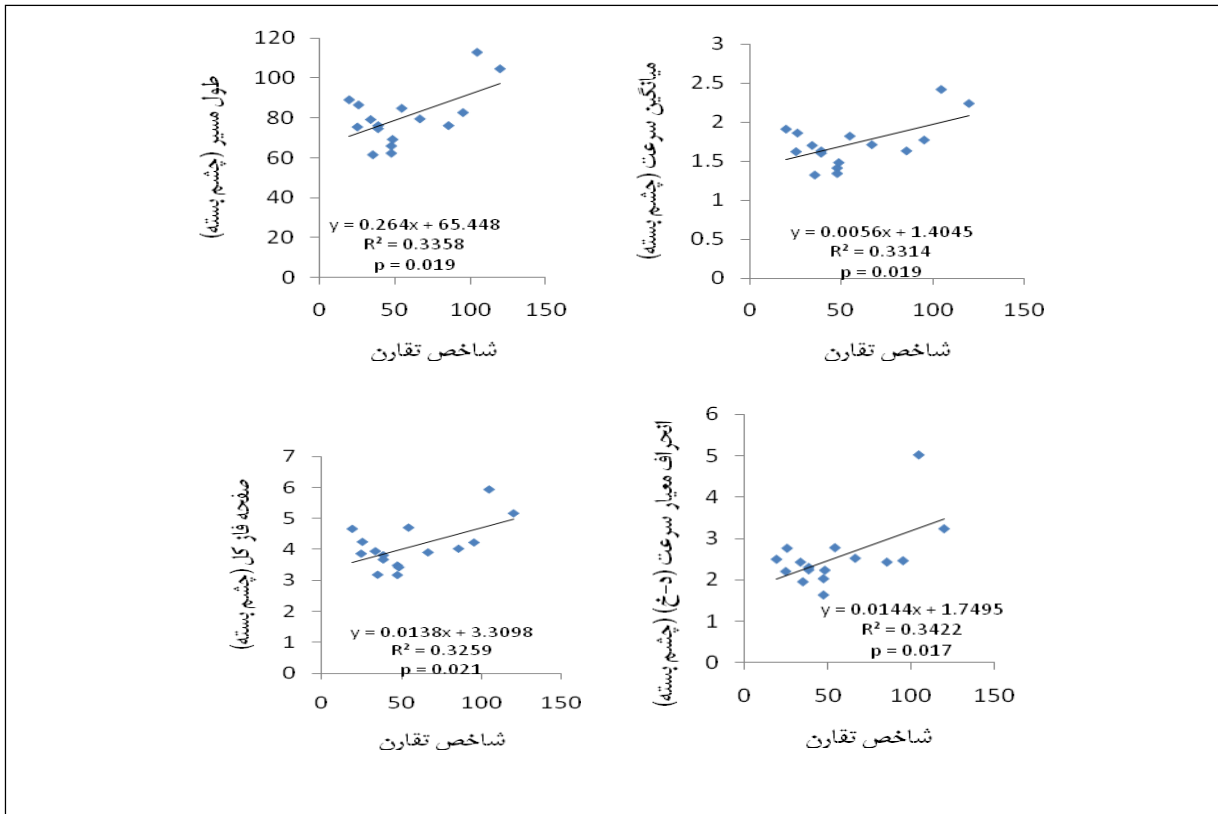 طول مسیر (چشم بسته)
120
100
80
60
40
20
0
y = 0.264x + 65.448
R² = 0.3358
p = 0.019
0 50 100 150
شاخص تقارن
میانگین سرعت (چشم بسته)
3
2.5
2
1.5
1
0.5
0
y = 0.0056x + 1.4045
R² = 0.3314
p = 0.019
0 50 100 150
شاخص تقارن
صفحه فاز کل (چشم بسته)
7
6
5
4
3
2
1
0
y = 0.0138x + 3.3098
R² = 0.3259
p = 0.021
0 50 100 150
شاخص تقارن
انحراف معیار سرعت (د-خ) (چشم بسته)
6
5
4
3
2
1
0
y = 0.0144x + 1.7495
R² = 0.3422
p = 0.017
0 50 100 150
شاخص تقارن